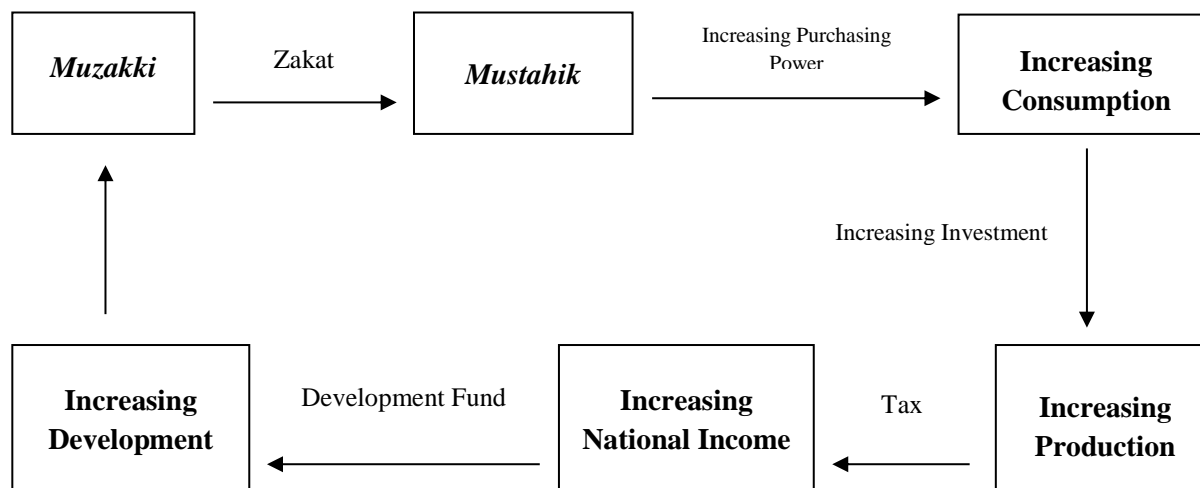 Muzakki
Zakat
Mustahik
Increasing Purchasing
Power
Increasing
Consumption
Increasing Investment
Increasing
Development
Development Fund
Increasing
National Income
Tax
Increasing
Production